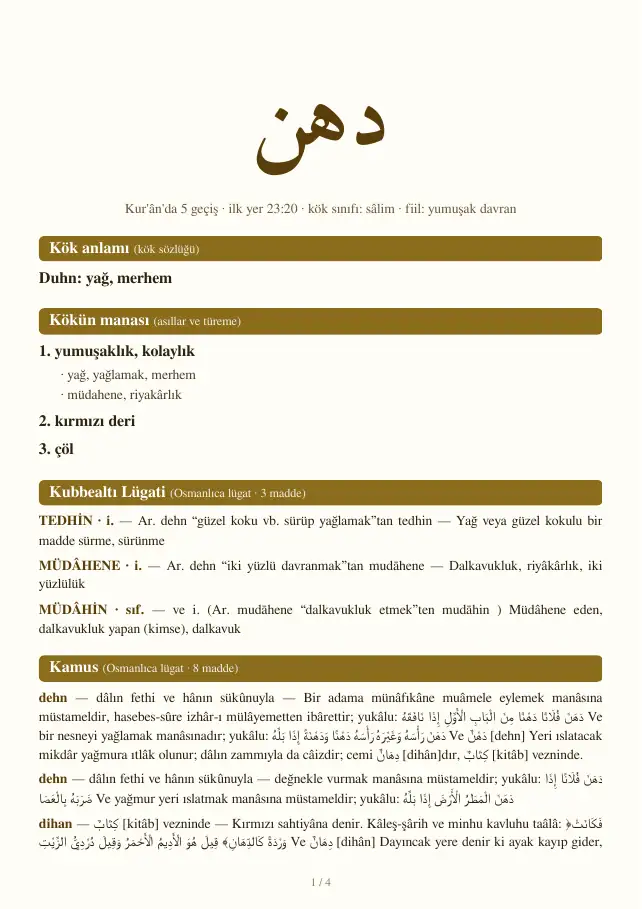 دهن
Kur'ân'da 5 geçiş · ilk yer 23:20 · kök sınıfı: sâlim · fiil: yumuşak davran
Kök anlamı (kök sözlüğü)
Duhn: yağ, merhem
Kökün manası (asıllar ve türeme)
1. yumuşaklık, kolaylık
· yağ, yağlamak, merhem
· müdahene, riyakârlık
2. kırmızı deri
3. çöl
Kubbealtı Lügati (Osmanlıca lügat · 3 madde)
TEDHİN · i. — Ar. dehn “güzel koku vb. sürüp yağlamak”tan tedhіn — Yağ veya güzel kokulu bir
madde sürme, sürünme
MÜDÂHENE · i. — Ar. dehn “iki yüzlü davranmak”tan mudāhene — Dalkavukluk, riyâkârlık, iki
yüzlülük
MÜDÂHİN · sıf. — ve i. (Ar. mudāhene “dalkavukluk etmek”ten mudāhin ) Müdâhene eden,
dalkavukluk yapan (kimse), dalkavuk
Kamus (Osmanlıca lügat · 8 madde)
dehn — dâlın fethi ve hânın sükûnuyla — Bir adama münâfıkâne muâmele eylemek manâsına
müstameldir, hasebes-sûre izhâr-ı mülâyemetten ibârettir; yukâlu: دَهَنَ فُلَانًا دَهْنًا مِنَ الْبَابِ الْأَوَّلِ إِذَا نَافَقَهُ Ve
bir nesneyi yağlamak manâsınadır; yukâlu: دَهَنَ رَأْسَهُ وَغَيْرَهُ رَأْسَهُ دَهْنًا وَدَهْنَةً إِذَا بَلَّهُ Ve دَهْنٌ [dehn] Yeri ıslatacak
mikdâr yağmura ıtlâk olunur; dâlın zammıyla da câizdir; cemi دِهَانٌ [dihân]dır, كِتَابٌ [kitâb] vezninde.
dehn — dâlın fethi ve hânın sükûnuyla — değnekle vurmak manâsına müstameldir; yukâlu: دَهَنَ فُلَانًا إِذَا
ضَرَبَهُ بِالْعَصَا Ve yağmur yeri ıslatmak manâsına müstameldir; yukâlu: دَهَنَ الْمَطَرُ الْأَرْضَ إِذَا بَلَّهُ
dihan — كِتَابٌ [kitâb] vezninde — Kırmızı sahtiyâna denir. Kâleş-şârih ve minhu kavluhu taâlâ: ﴿فَكَانَتْ
وَرْدَةً كَالدِّهَانِ﴾ قِيلَ هُوَ الْأَدِيمُ الْأَحْمَرُ وَقِيلَ دُرْدِيُّ الزَّيْتِ Ve دِهَانٌ [dihân] Dayıncak yere denir ki ayak kayıp gider,
1 / 4